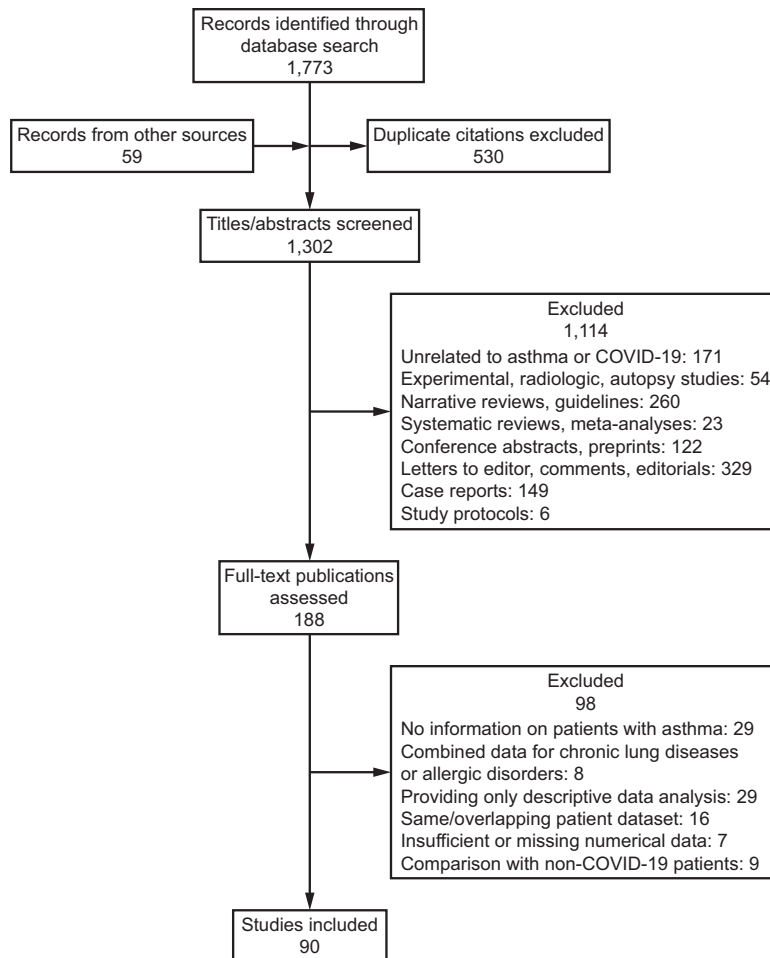 Records identified through
database search
1,773
Records from other sources
59
Duplicate citations excluded
530
Titles/abstracts screened
1,302
Excluded
1,114
Unrelated to asthma or COVID-19: 171
Experimental, radiologic, autopsy studies: 54
Narrative reviews, guidelines: 260
Systematic reviews, meta-analyses: 23
Conference abstracts, preprints: 122
Letters to editor, comments, editorials: 329
Case reports: 149
Study protocols: 6
Full-text publications
assessed
188
Excluded
98
No information on patients with asthma: 29
Combined data for chronic lung diseases
or allergic disorders: 8
Providing only descriptive data analysis: 29
Same/overlapping patient dataset: 16
Insufficient or missing numerical data: 7
Comparison with non-COVID-19 patients: 9
Studies included
90